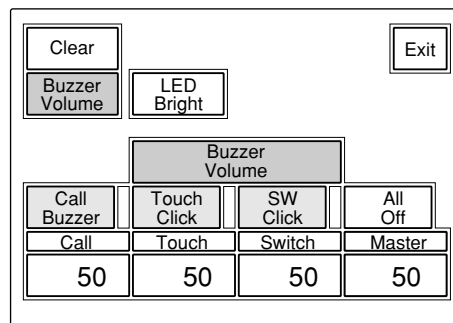 Clear
Exit
Buzzer
Volume
LED
Bright
Buzzer
Volume
Call
Buzzer
Touch
Click
SW
Click
All
Off
Call Touch Switch Master
50 50 50 50